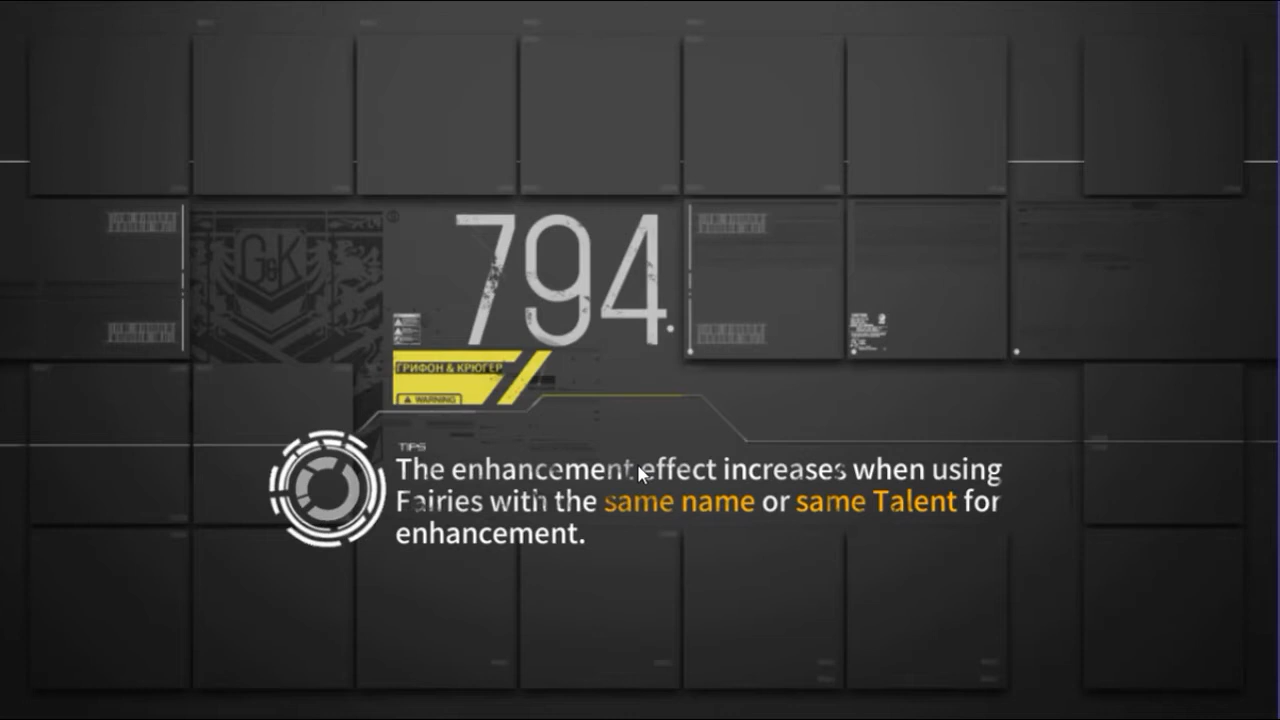 G&K
794.
ГРИФОН & КРЮГЕР
WARNING
TIPS
The enhancement effect increases when using
Fairies with the same name or same Talent for
enhancement.